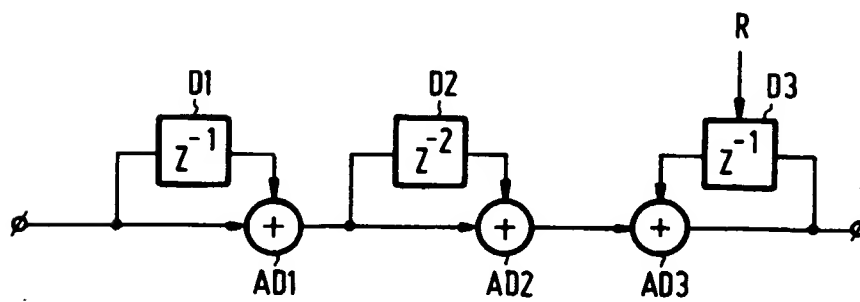 R
D1
D2
D3
Z⁻¹
Z⁻²
Z⁻¹
+
+
+
AD1
AD2
AD3